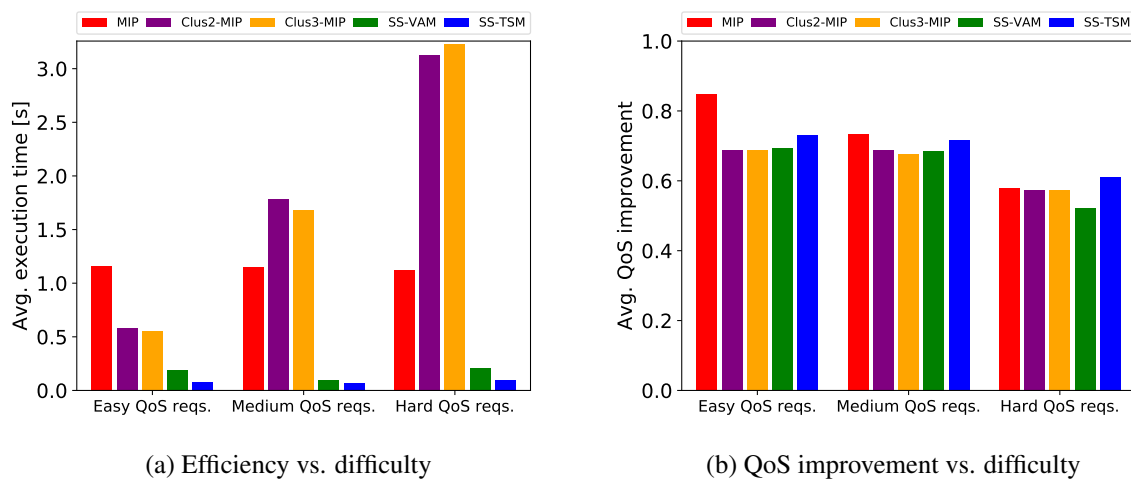 MIP Clus2-MIP Clus3-MIP SS-VAM SS-TSM
Avg. execution time [s]
3.0
2.5
2.0
1.5
1.0
0.5
0.0
Easy QoS reqs. Medium QoS reqs. Hard QoS reqs.
(a) Efficiency vs. difficulty
MIP Clus2-MIP Clus3-MIP SS-VAM SS-TSM
Avg. QoS improvement
1.0
0.8
0.6
0.4
0.2
0.0
Easy QoS reqs. Medium QoS reqs. Hard QoS reqs.
(b) QoS improvement vs. difficulty